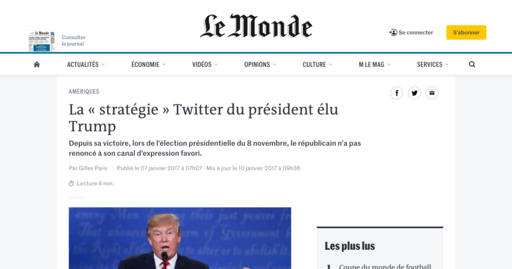 Le Monde
Consulter
le journal
Se connecter
S'abonner
ACTUALITÉS
ÉCONOMIE
VIDÉOS
OPINIONS
CULTURE
M LE MAG
SERVICES
AMÉRIQUES
La « stratégie » Twitter du président élu
Trump
Depuis sa victoire, lors de l'élection présidentielle du 8 novembre, le républicain n'a pas
renoncé à son canal d'expression favori.
Par Gilles Paris • Publié le 07 janvier 2017 à 07h07 - Mis à jour le 10 janvier 2017 à 09h36
Lecture 4 min.
Les plus lus
1 Coupe du monde de football